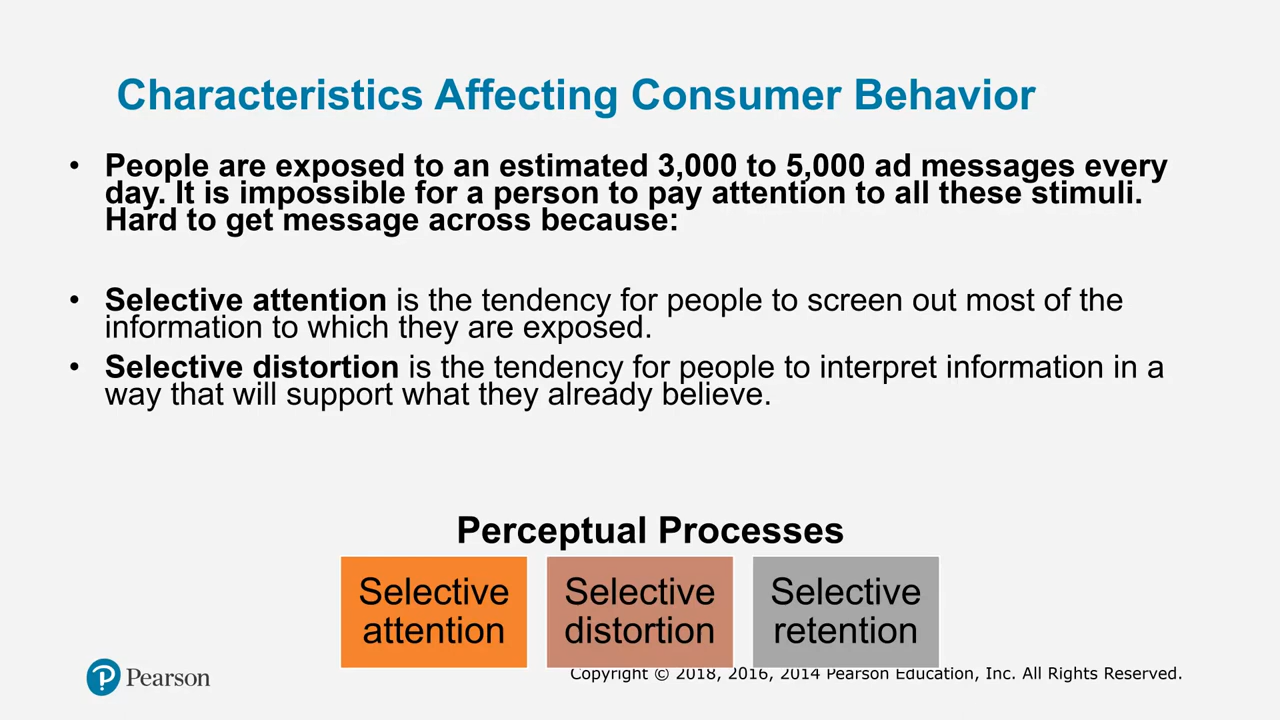 Characteristics Affecting Consumer Behavior
• People are exposed to an estimated 3,000 to 5,000 ad messages every
day. It is impossible for a person to pay attention to all these stimuli.
Hard to get message across because:
• Selective attention is the tendency for people to screen out most of the
information to which they are exposed.
• Selective distortion is the tendency for people to interpret information in a
way that will support what they already believe.
Perceptual Processes
Selective
attention
Selective
distortion
Selective
retention
P Pearson
Copyright © 2018, 2016, 2014 Pearson Education, Inc. All Rights Reserved.